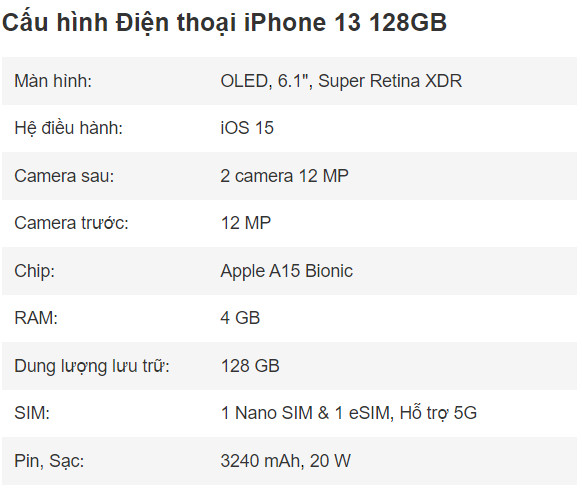 Cấu hình Điện thoại iPhone 13 128GB
Màn hình: OLED, 6.1", Super Retina XDR
Hệ điều hành: iOS 15
Camera sau: 2 camera 12 MP
Camera trước: 12 MP
Chip: Apple A15 Bionic
RAM: 4 GB
Dung lượng lưu trữ: 128 GB
SIM: 1 Nano SIM & 1 eSIM, Hỗ trợ 5G
Pin, Sạc: 3240 mAh, 20 W